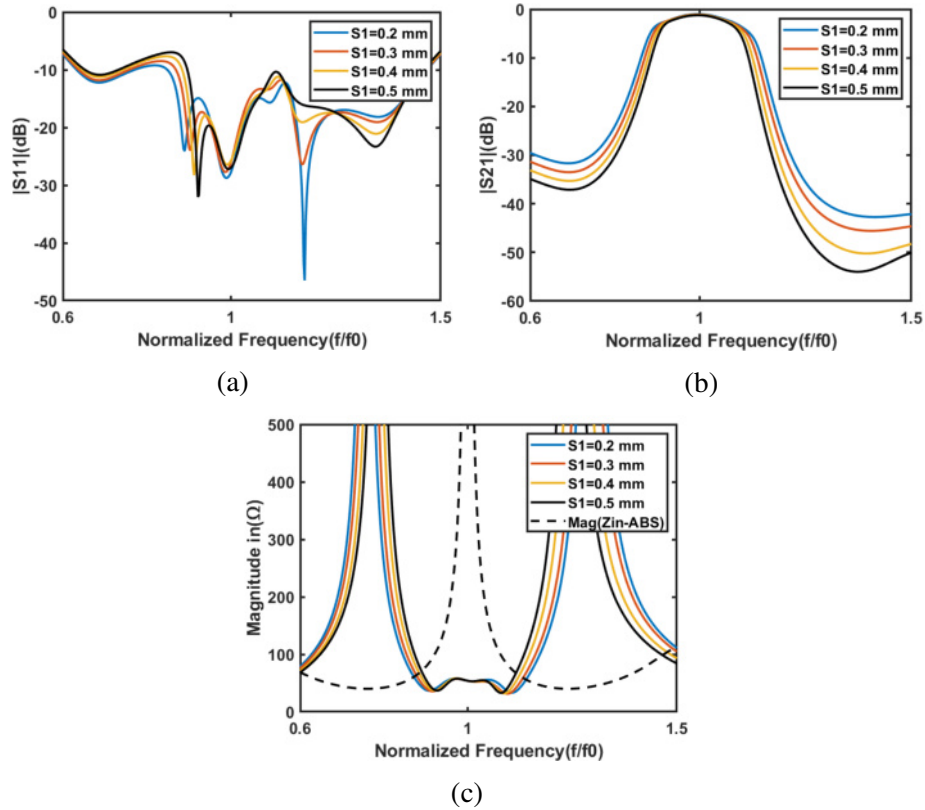 0
-10
-20
-30
-40
-50
|S11|(dB)
S1=0.2 mm
S1=0.3 mm
S1=0.4 mm
S1=0.5 mm
0.6
1
1.5
Normalized Frequency(f/f0)
(a)
0
-10
-20
-30
-40
-50
-60
|S21|(dB)
S1=0.2 mm
S1=0.3 mm
S1=0.4 mm
S1=0.5 mm
0.6
1
1.5
Normalized Frequency(f/f0)
(b)
500
400
300
200
100
0
Magnitude in(Ω)
S1=0.2 mm
S1=0.3 mm
S1=0.4 mm
S1=0.5 mm
Mag(Zin-ABS)
0.6
1
1.5
Normalized Frequency(f/f0)
(c)